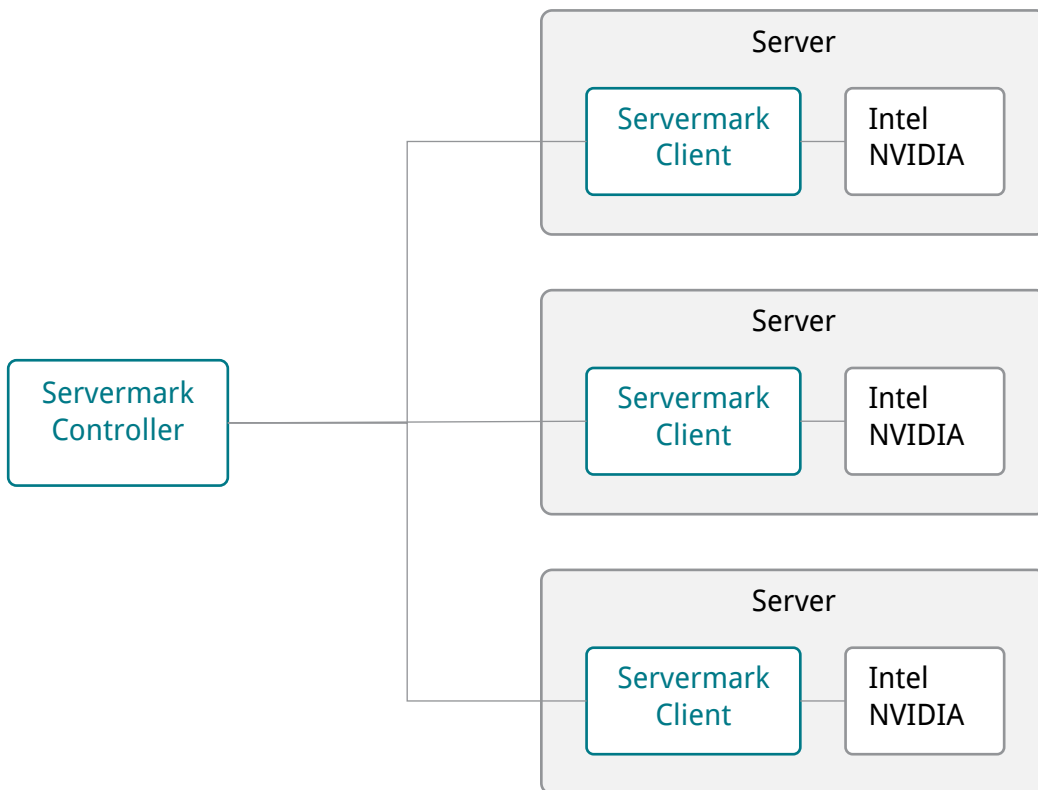 Server
Servermark
Client
Intel
NVIDIA
Servermark
Controller
Server
Servermark
Client
Intel
NVIDIA
Server
Servermark
Client
Intel
NVIDIA